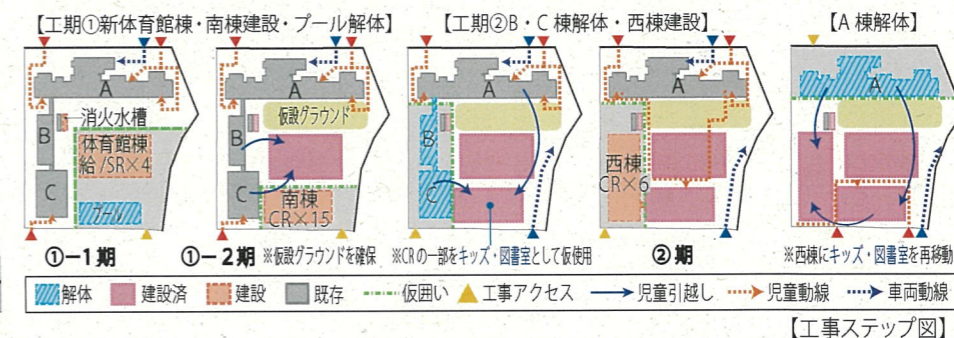 【工期①新体育館棟・南棟建設・プール解体】
【工期②B・C棟解体・西棟建設】
【A棟解体】
A
B
C
消火水槽
体育館棟
給/SR×4
プール
①ー1期
A
B
C
仮設グラウンド
南棟
CR×15
①ー2期 ※仮設グラウンドを確保
A
B
C
※CRの一部をキッズ・図書室として仮使用
A
西棟
CR×6
②期
A
※西棟にキッズ・図書室を再移動
解体 建設済 建設 既存 仮囲い 工事アクセス 児童引越し 児童動線 車両動線
【工事ステップ図】